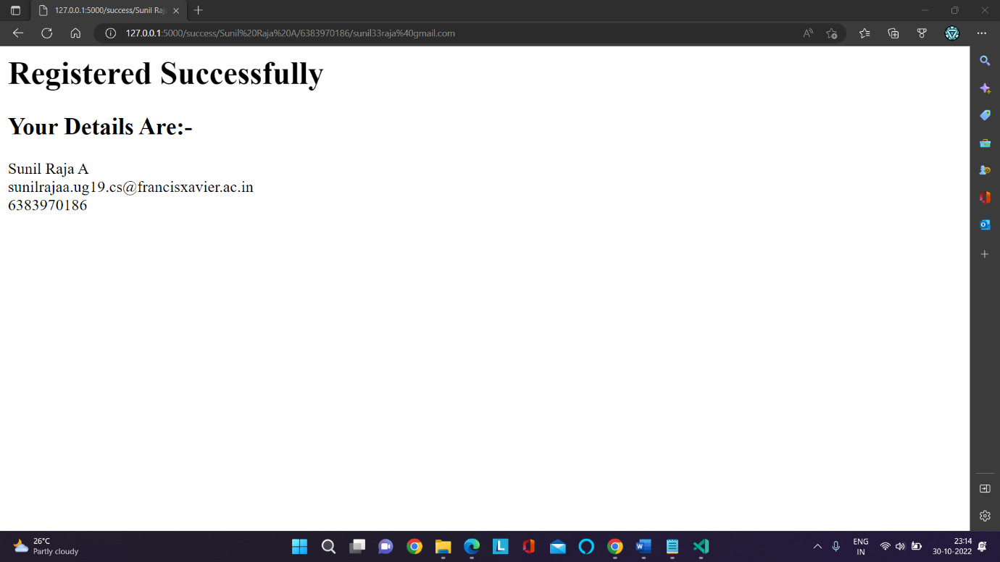 127.0.0.1:5000/success/Sunil Raj
127.0.0.1:5000/success/Sunil%20Raja%20A/6383970186/sunil33raja%40gmail.com
Registered Successfully
Your Details Are:-
Sunil Raja A
sunilrajaa.ug19.cs@francisxavier.ac.in
6383970186
26°C
Partly cloudy
ENG
IN
23:14
30-10-2022